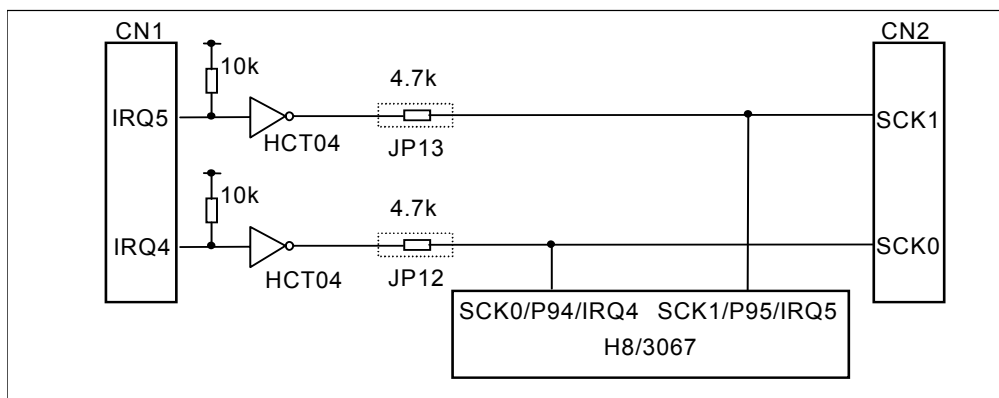 CN1
CN2
10k
4.7k
IRQ5
SCK1
HCT04
JP13
10k
4.7k
IRQ4
SCK0
HCT04
JP12
SCK0/P94/IRQ4 SCK1/P95/IRQ5
H8/3067